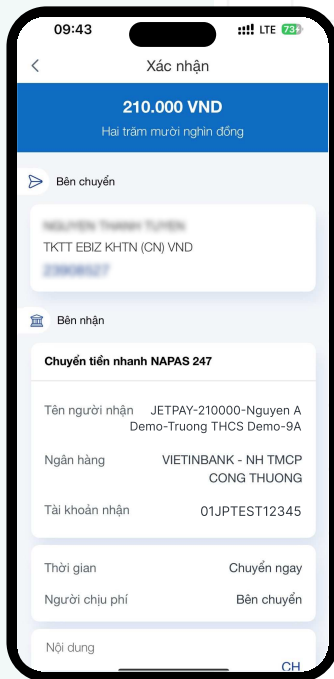 09:43
LTE 73
Xác nhận
210.000 VND
Hai trăm mười nghìn đồng
Bên chuyển
TKTT EBIZ KHTN (CN) VND
Bên nhận
Chuyển tiền nhanh NAPAS 247
Tên người nhận JETPAY-210000-Nguyen A
Demo-Truong THCS Demo-9A
Ngân hàng VIETINBANK - NH TMCP
CONG THUONG
Tài khoản nhận 01JPTEST12345
Thời gian Chuyển ngay
Người chịu phí Bên chuyển
Nội dung
CH